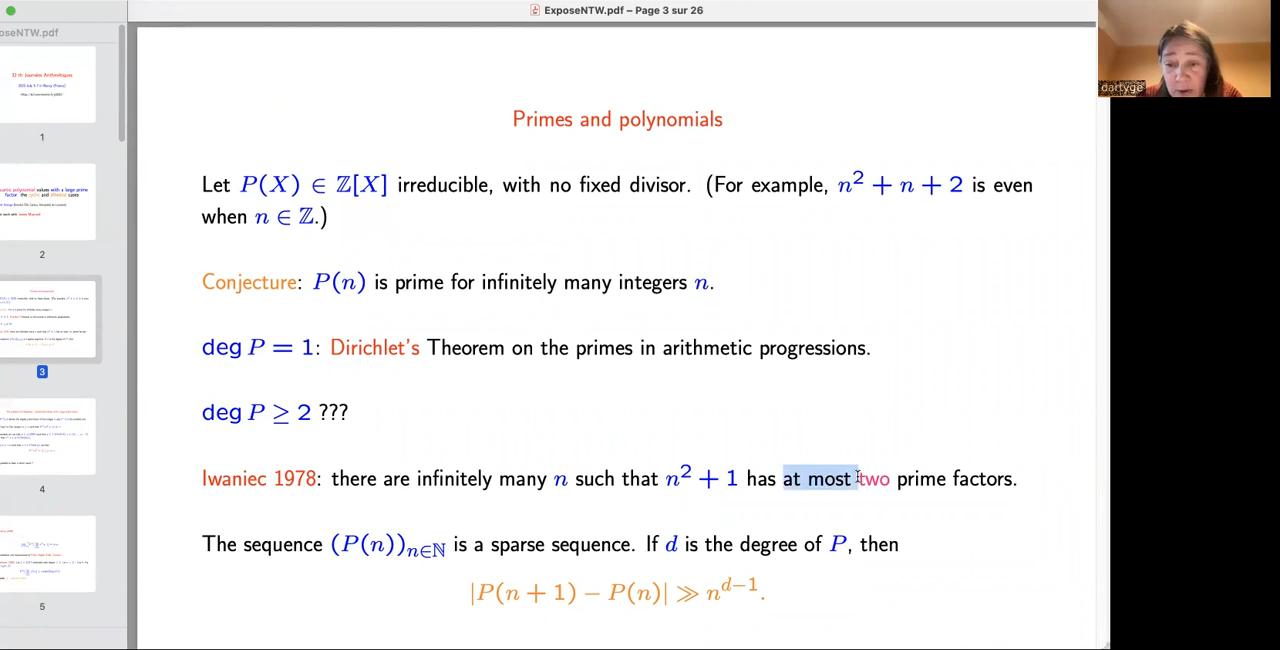 ExposeNTW.pdf – Page 3 sur 26
oseNTW.pdf
1
2
3
4
5
dartyge
Primes and polynomials
Let P(X) ∈ ℤ[X] irreducible, with no fixed divisor. (For example, n² + n + 2 is even
when n ∈ ℤ.)
Conjecture: P(n) is prime for infinitely many integers n.
deg P = 1: Dirichlet's Theorem on the primes in arithmetic progressions.
deg P ≥ 2 ???
Iwaniec 1978: there are infinitely many n such that n² + 1 has at most two prime factors.
The sequence (P(n))ₙ∈ℕ is a sparse sequence. If d is the degree of P, then
|P(n + 1) − P(n)| ≫ n^{d−1}.